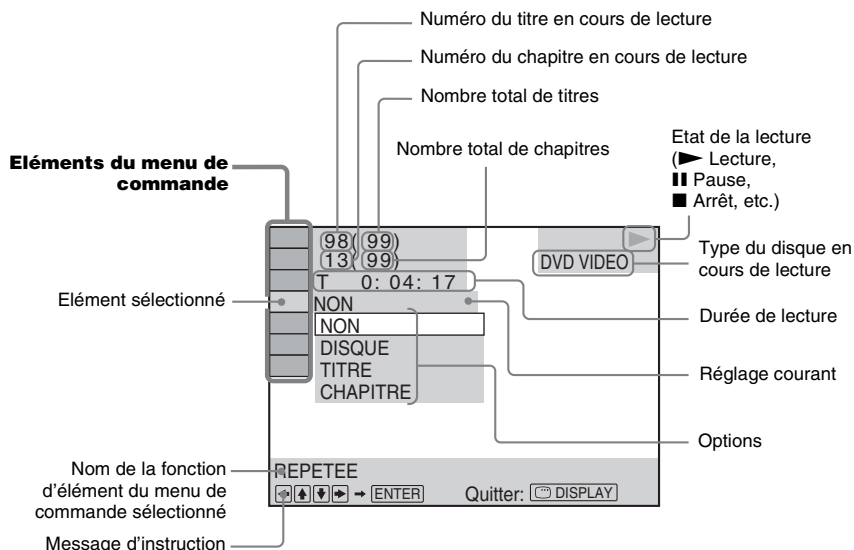 Numéro du titre en cours de lecture
Numéro du chapitre en cours de lecture
Nombre total de titres
Nombre total de chapitres
Etat de la lecture
(► Lecture,
▮▮ Pause,
■ Arrêt, etc.)
Eléments du menu de
commande
98( 99)
13( 99)
DVD VIDEO
Type du disque en
cours de lecture
T 0: 04: 17
Elément sélectionné
NON
Durée de lecture
NON
DISQUE
TITRE
CHAPITRE
Réglage courant
Options
Nom de la fonction
d'élément du menu de
commande sélectionné
REPETEE
←↑↓→ → ENTER Quitter: DISPLAY
Message d'instruction